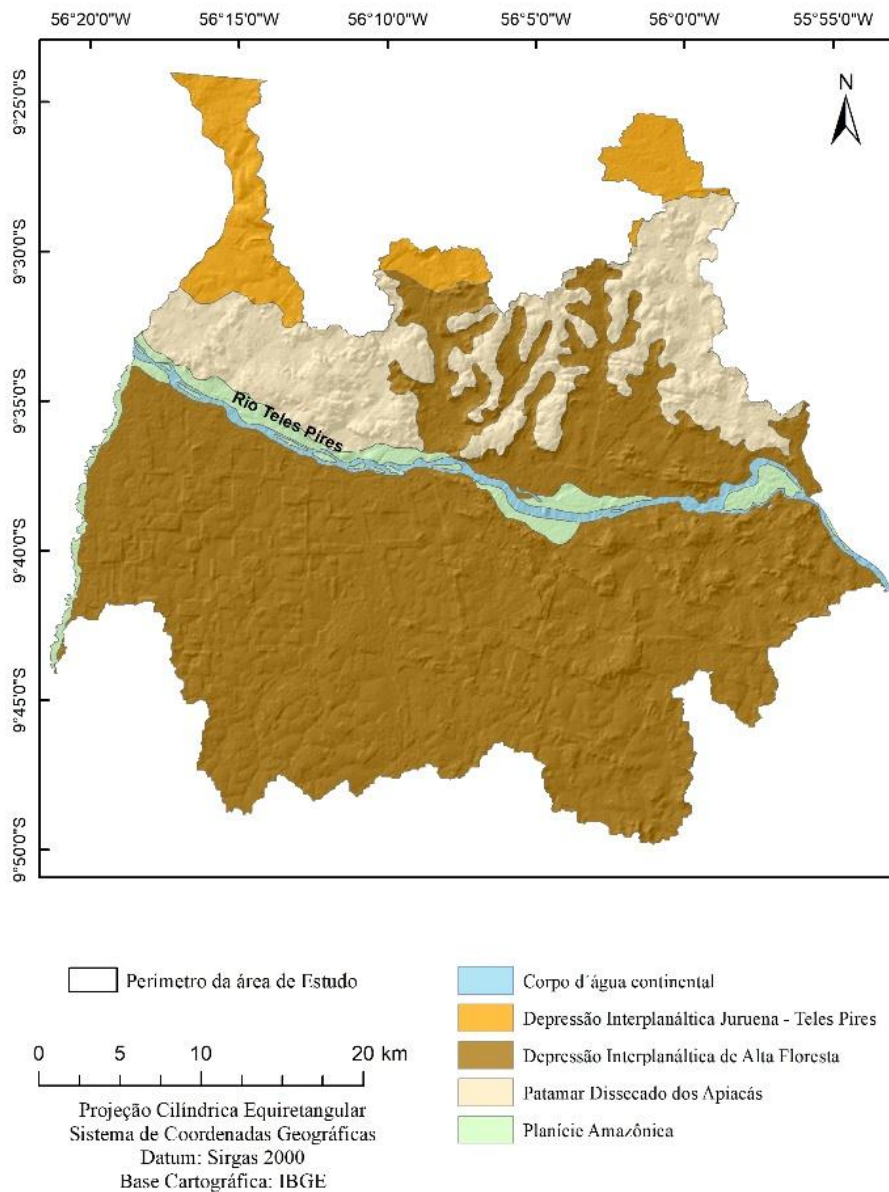 56°20'0"W 56°15'0"W 56°10'0"W 56°5'0"W 56°0'0"W 55°55'0"W
N
9°25'0"S
9°30'0"S
9°35'0"S
9°40'0"S
9°45'0"S
9°50'0"S
Rio Teles Pires
Perimetro da área de Estudo
0 5 10 20 km
Projeção Cilíndrica Equiretangular
Sistema de Coordenadas Geográficas
Datum: Sirgas 2000
Base Cartográfica: IBGE
Corpo d´água continental
Depressão Interplanáltica Juruena - Teles Pires
Depressão Interplanáltica de Alta Floresta
Patamar Dissecado dos Apiacás
Planície Amazônica